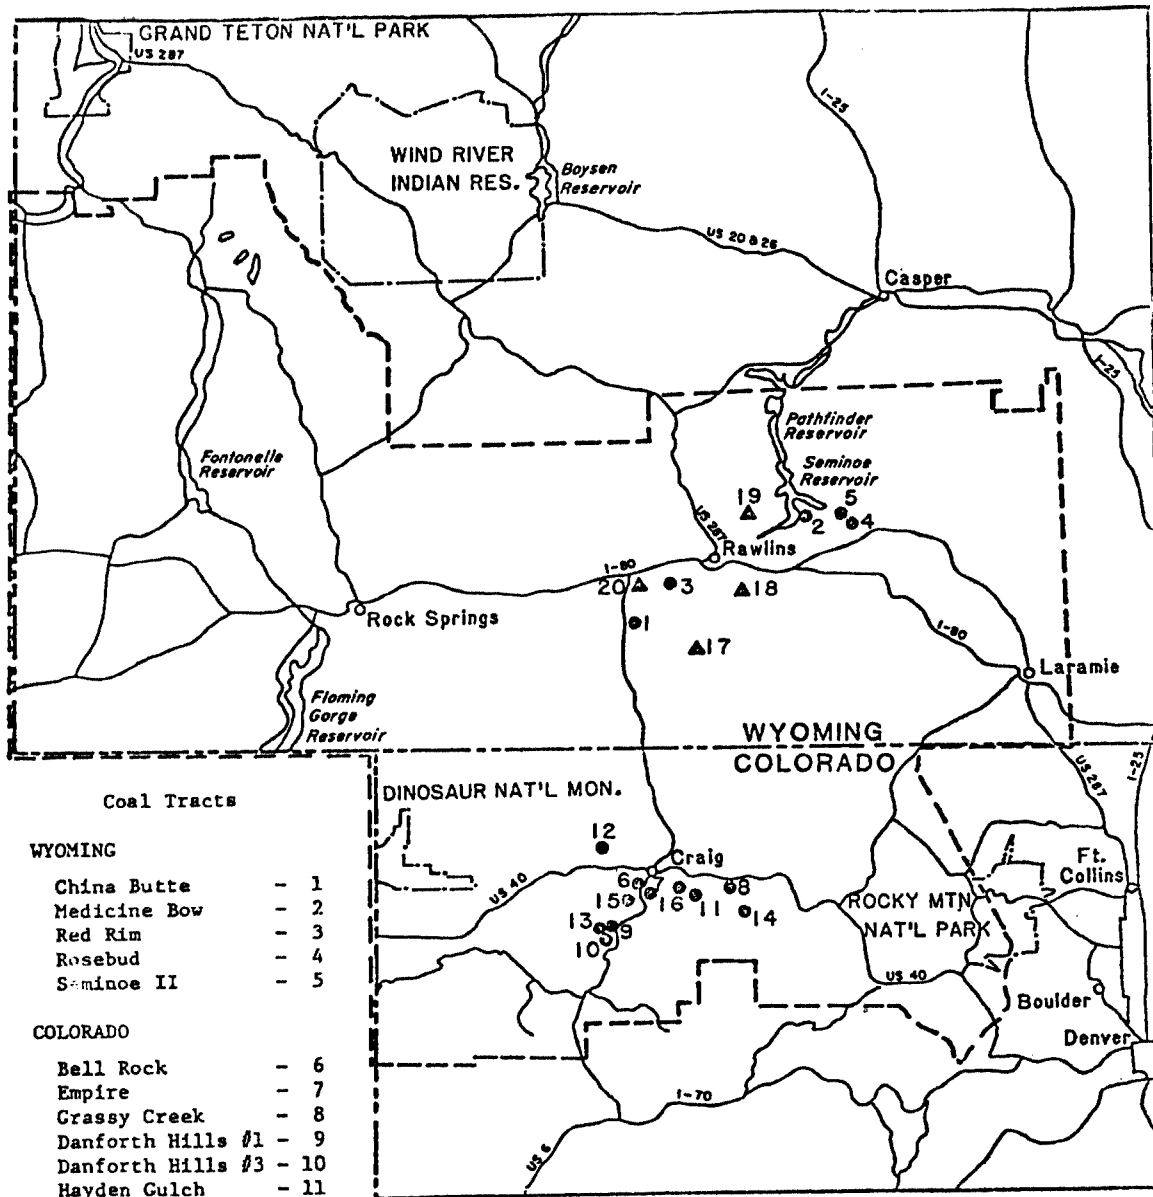 GRAND TETON NAT'L PARK
US 287
I-25
WIND RIVER
INDIAN RES.
Boysen
Reservoir
US 20 & 26
Casper
I-25
Pathfinder
Reservoir
Fontonelle
Reservoir
Seminoe
Reservoir
19
5
2
4
US 287
Rawlins
I-80
20
3
18
Rock Springs
1
I-80
17
Laramie
Flaming
Gorge
Reservoir
WYOMING
COLORADO
US 287
I-25
DINOSAUR NAT'L MON.
12
Craig
Ft.
Collins
US 40
6
8
15
16
11
14
ROCKY MTN
NAT'L PARK
13
9
10
US 40
Boulder
Denver
I-70
US 6
Coal Tracts
WYOMING
China Butte - 1
Medicine Bow - 2
Red Rim - 3
Rosebud - 4
Seminoe II - 5
COLORADO
Bell Rock - 6
Empire - 7
Grassy Creek - 8
Danforth Hills #1 - 9
Danforth Hills #3 - 10
Hayden Gulch - 11